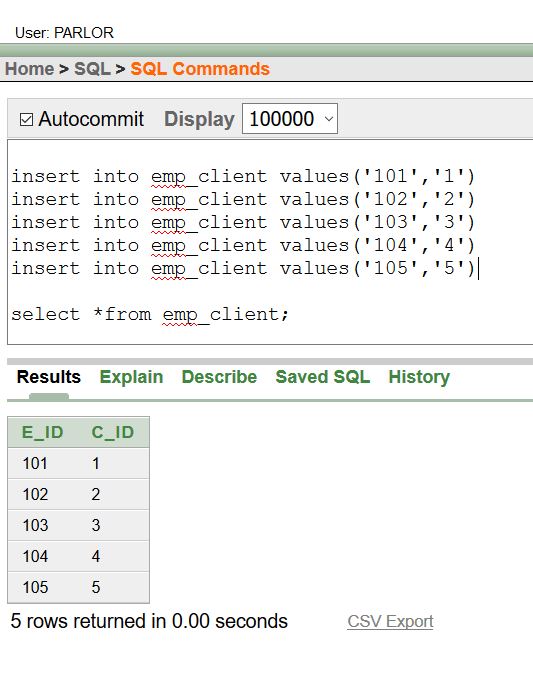 User: PARLOR
Home > SQL > SQL Commands
Autocommit Display 100000
insert into emp_client values('101','1')
insert into emp_client values('102','2')
insert into emp_client values('103','3')
insert into emp_client values('104','4')
insert into emp_client values('105','5')
select *from emp_client;
Results Explain Describe Saved SQL History
E_ID C_ID
101 1
102 2
103 3
104 4
105 5
5 rows returned in 0.00 seconds CSV Export